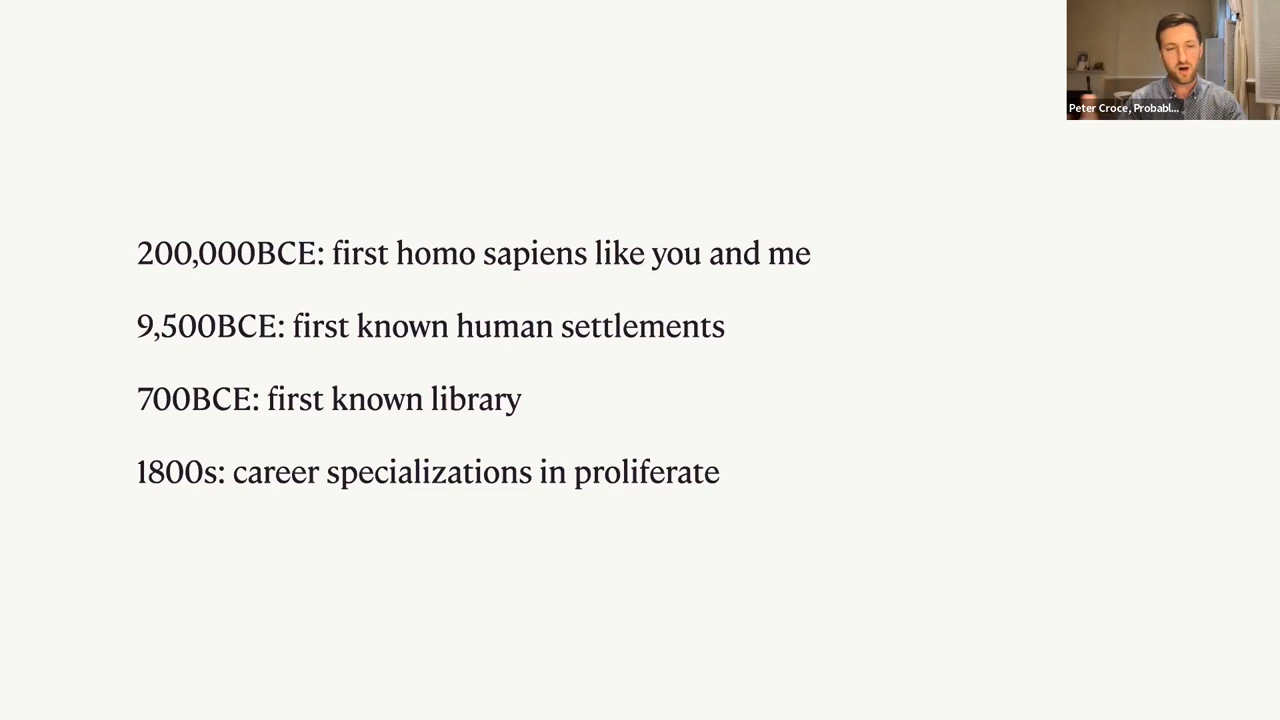 Peter Croce, Probabl...
200,000BCE: first homo sapiens like you and me
9,500BCE: first known human settlements
700BCE: first known library
1800s: career specializations in proliferate